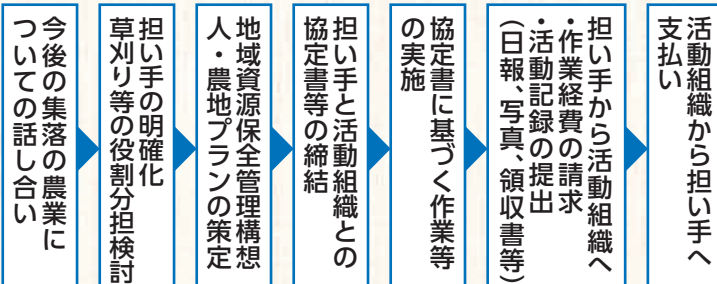 今後の集落の農業に
ついての話し合い
担い手の明確化
草刈り等の役割分担検討
地域資源保全管理構想
人・農地プランの策定
担い手と活動組織との
協定書等の締結
協定書に基づく作業等
の実施
担い手から活動組織へ
・作業経費の請求
・活動記録の提出
（日報、写真、領収書等）
活動組織から担い手へ
支払い